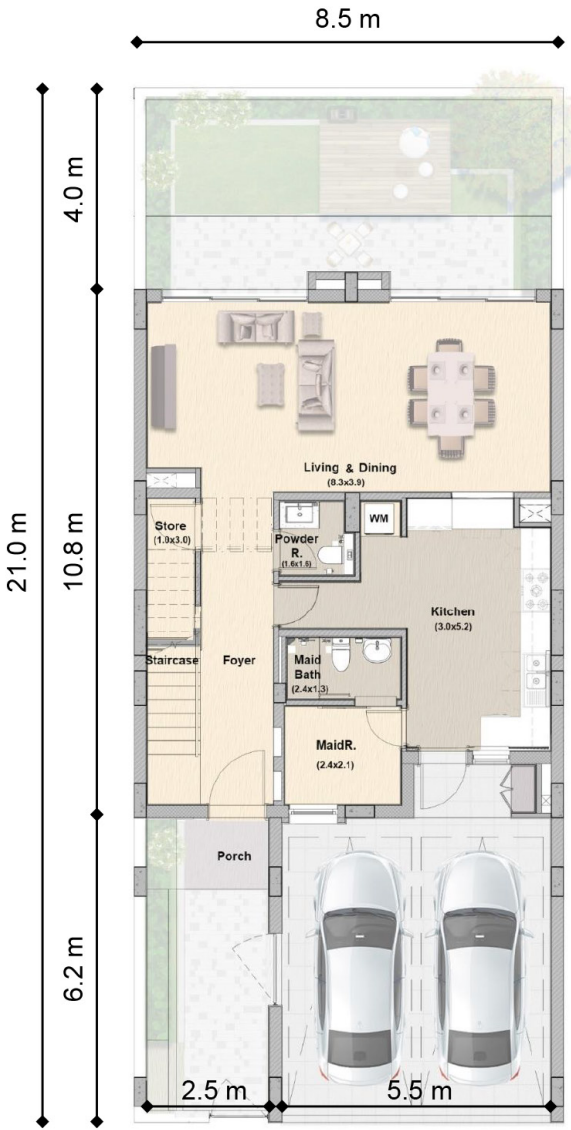 8.5 m
4.0 m
21.0 m
10.8 m
6.2 m
Living & Dining
(8.3x3.9)
Store
(1.0x3.0)
Powder
R.
(1.6x1.6)
WM
Kitchen
(3.0x5.2)
Staircase
Foyer
Maid
Bath
(2.4x1.3)
MaidR.
(2.4x2.1)
Porch
2.5 m
5.5 m